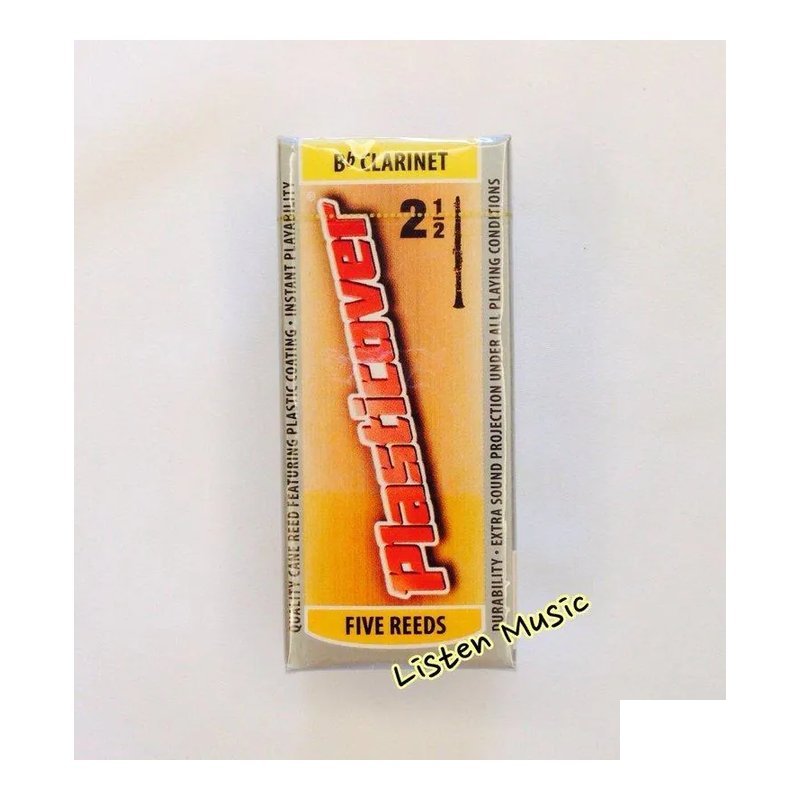 B♭ CLARINET
2 1/2
Plasticover®
QUALITY CANE REED FEATURING PLASTIC COATING • INSTANT PLAYABILITY
DURABILITY • EXTRA SOUND PROJECTION UNDER ALL PLAYING CONDITIONS
FIVE REEDS
Listen Music